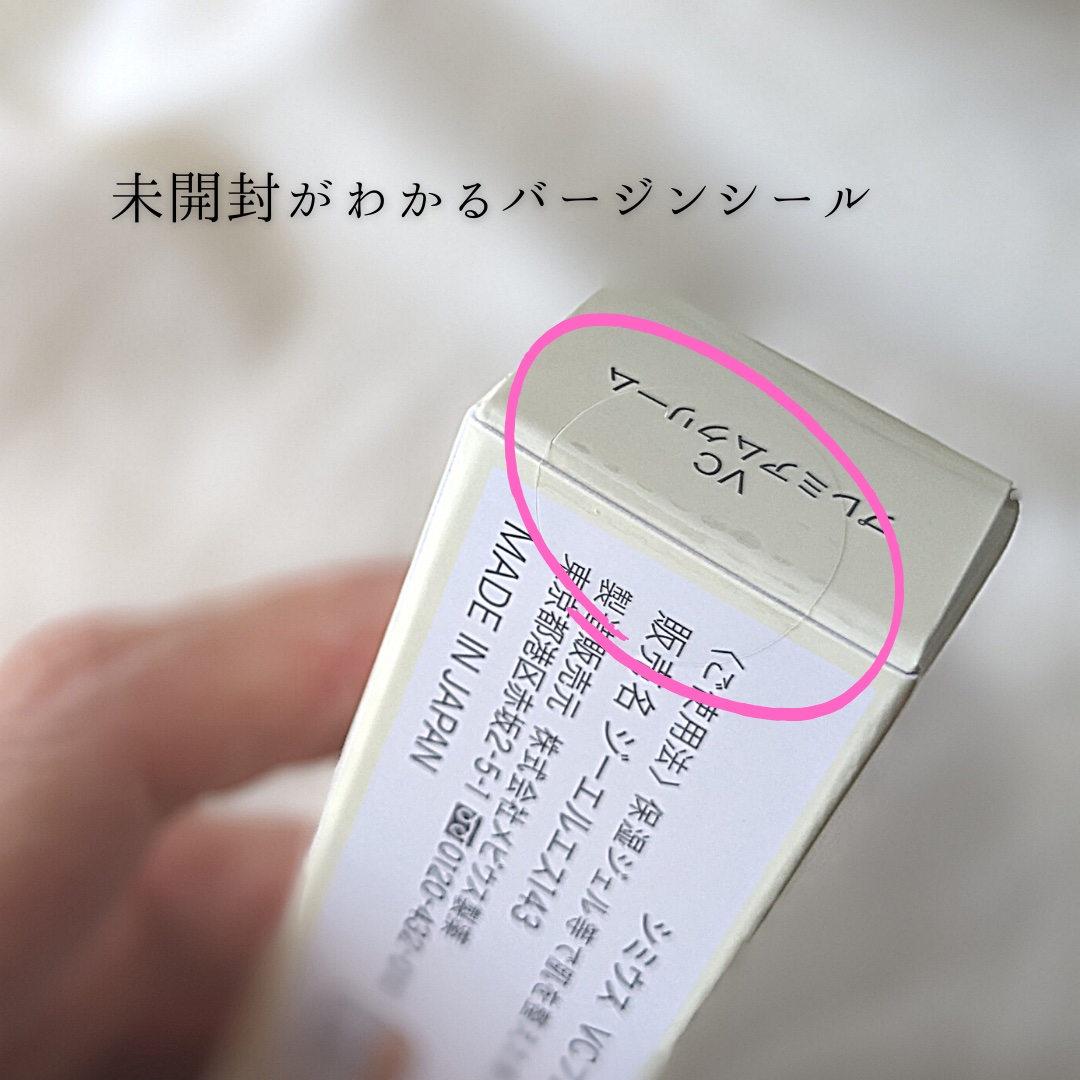 未開封がわかるバージンシール
VC
プレミアムクリーム
シミウス VC
〈ご使用法〉 保湿ジェル等で肌を整え
販売名 ジーエルエス143
製造販売元 株式会社メビウス製薬
東京都港区赤坂2-5-1 0120-432-
MADE IN JAPAN